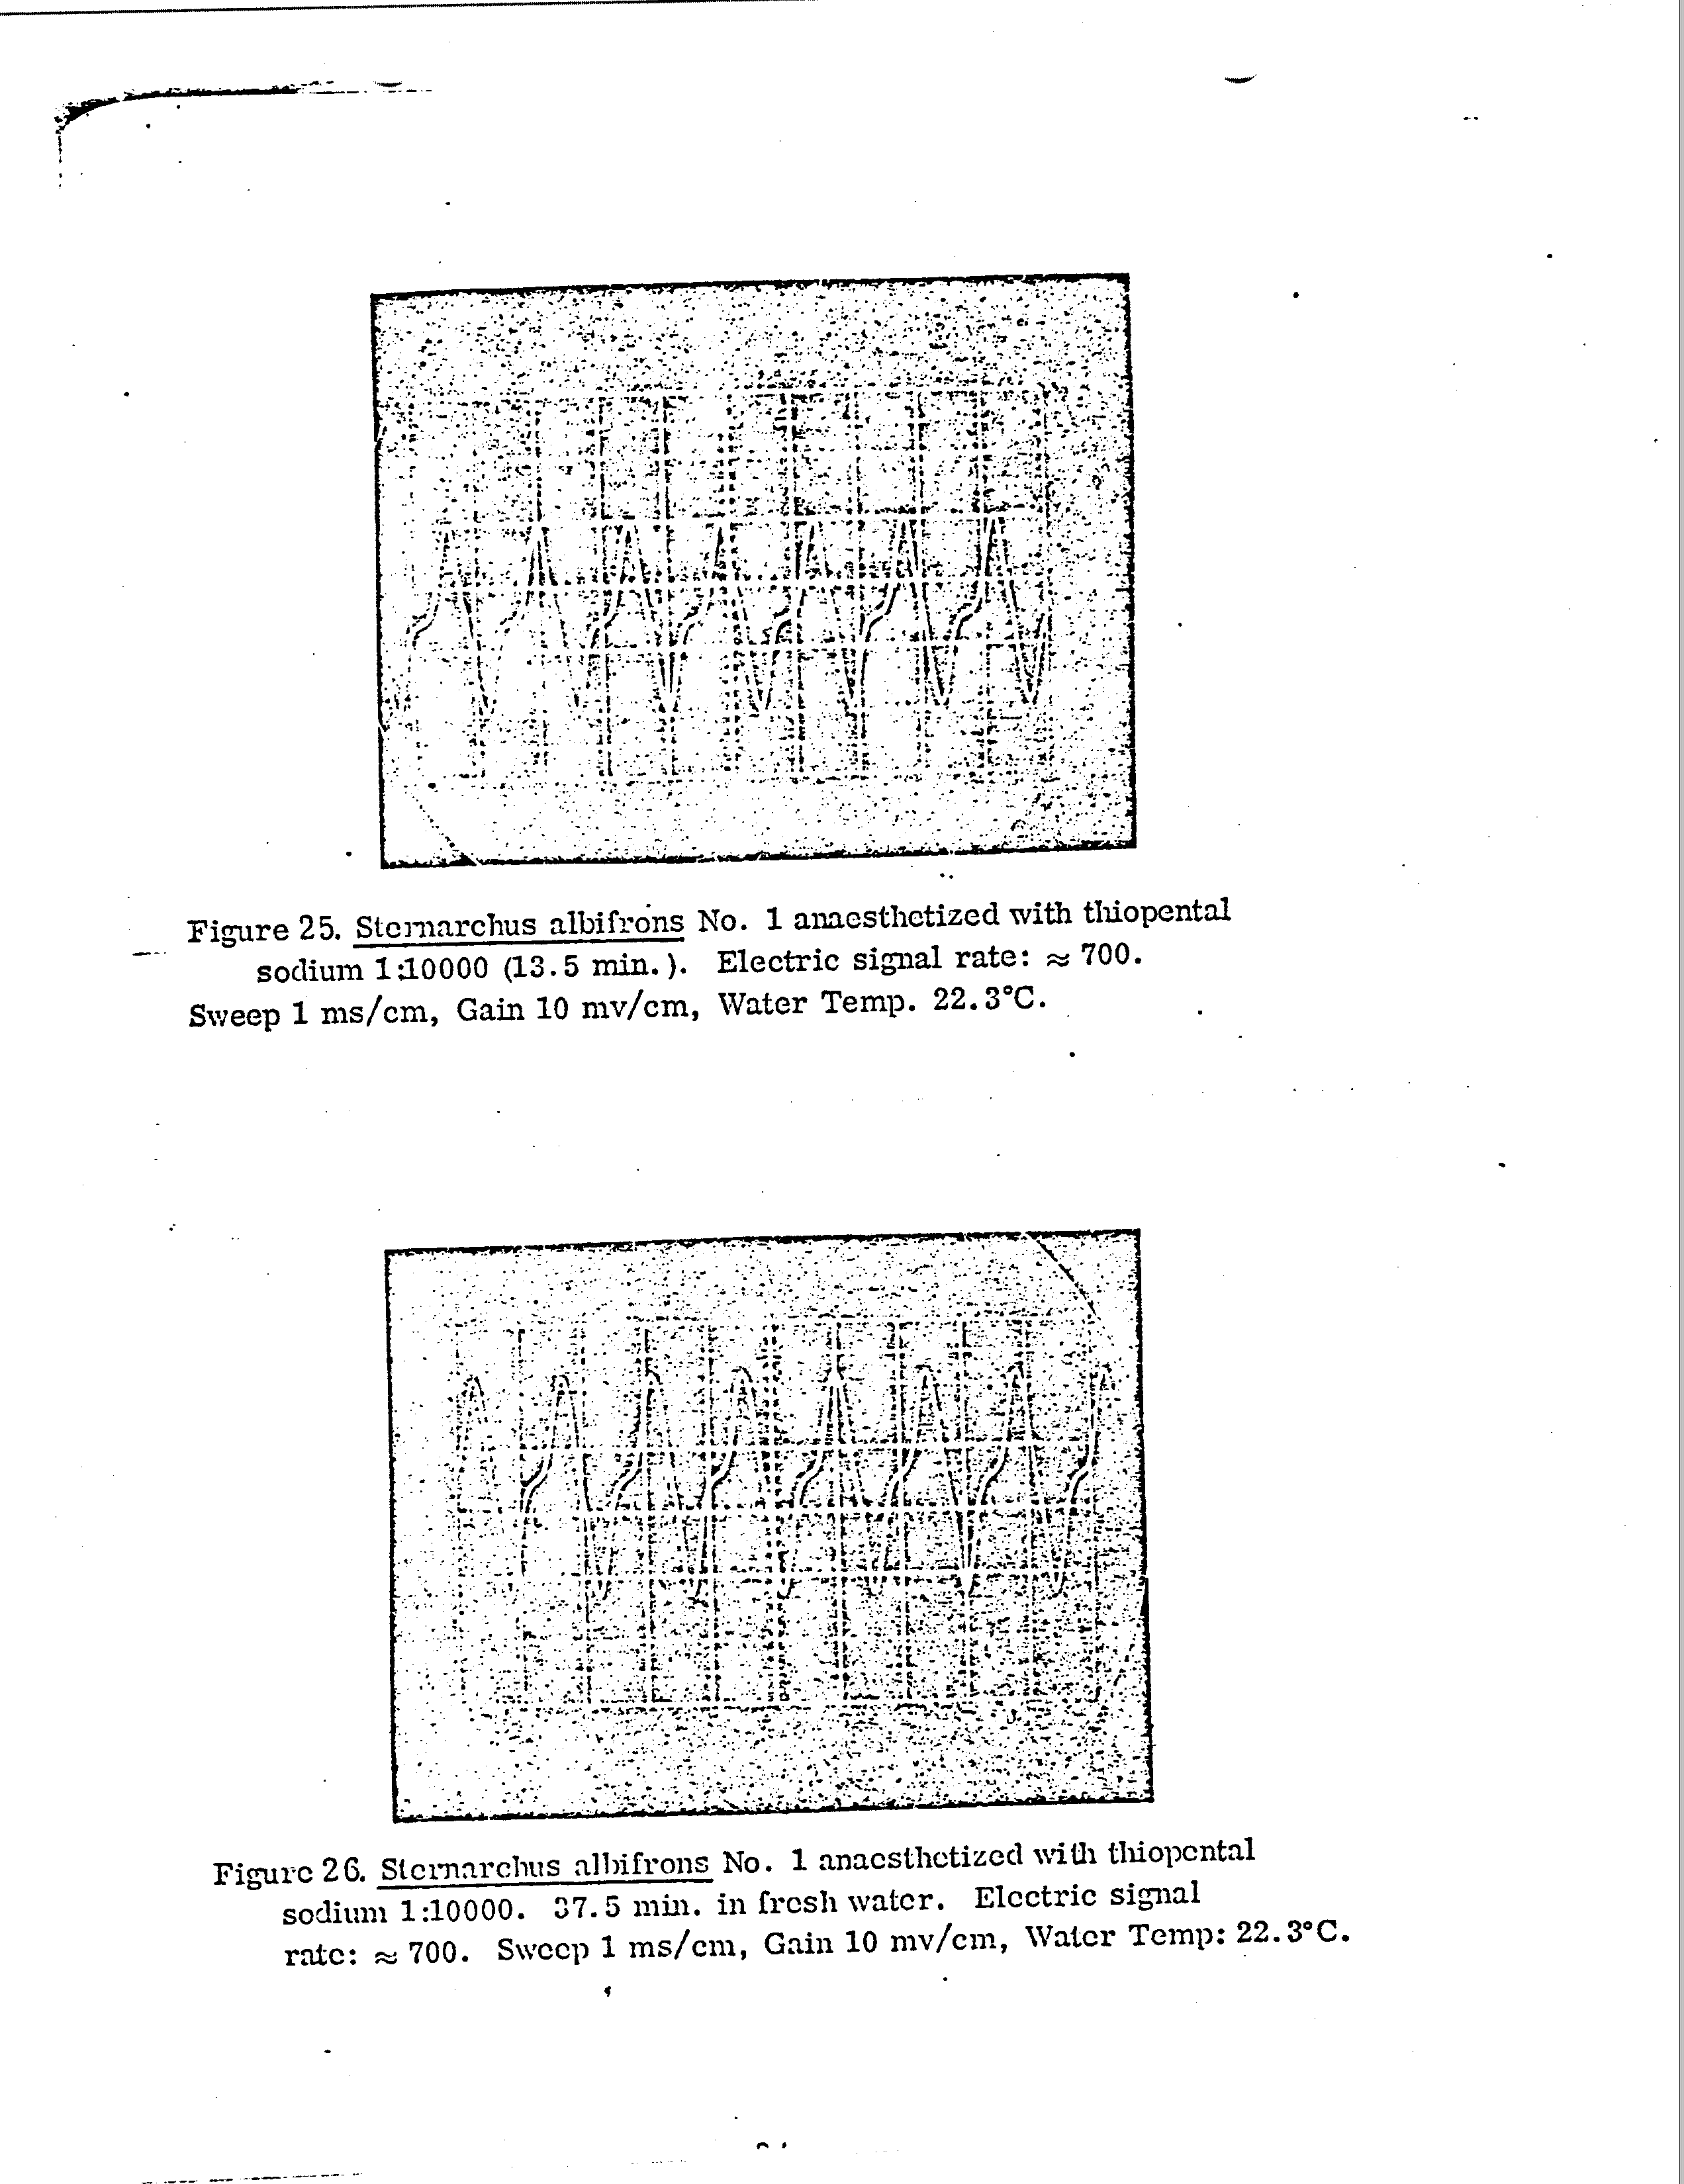 Figure 25. Sternarchus albifrons No. 1 anaesthetized with thiopental
sodium 1:10000 (13.5 min.). Electric signal rate: ≈ 700.
Sweep 1 ms/cm, Gain 10 mv/cm, Water Temp. 22.3°C.
Figure 26. Sternarchus albifrons No. 1 anaesthetized with thiopental
sodium 1:10000. 37.5 min. in fresh water. Electric signal
rate: ≈ 700. Sweep 1 ms/cm, Gain 10 mv/cm, Water Temp: 22.3°C.